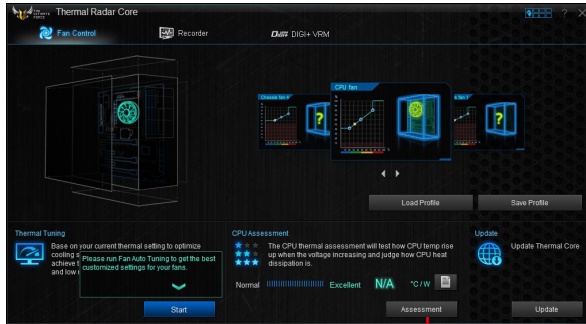 THE ULTIMATE FORCE
Thermal Radar Core
?
Fan Control
Recorder
DIGI+ VRM
Chassis fan 4
CPU fan
?
?
Load Profile
Save Profile
Thermal Tuning
Base on your current thermal setting to optimize
cooling s
achieve t
and low r
Please run Fan Auto Tuning to get the best
customized settings for your fans.
Start
CPU Assessment
The CPU thermal assessment will test how CPU temp rise
up when the voltage increasing and judge how CPU heat
dissipation is.
Normal
Excellent
N/A
°C / W
Assessment
Update
Update Thermal Core
Update